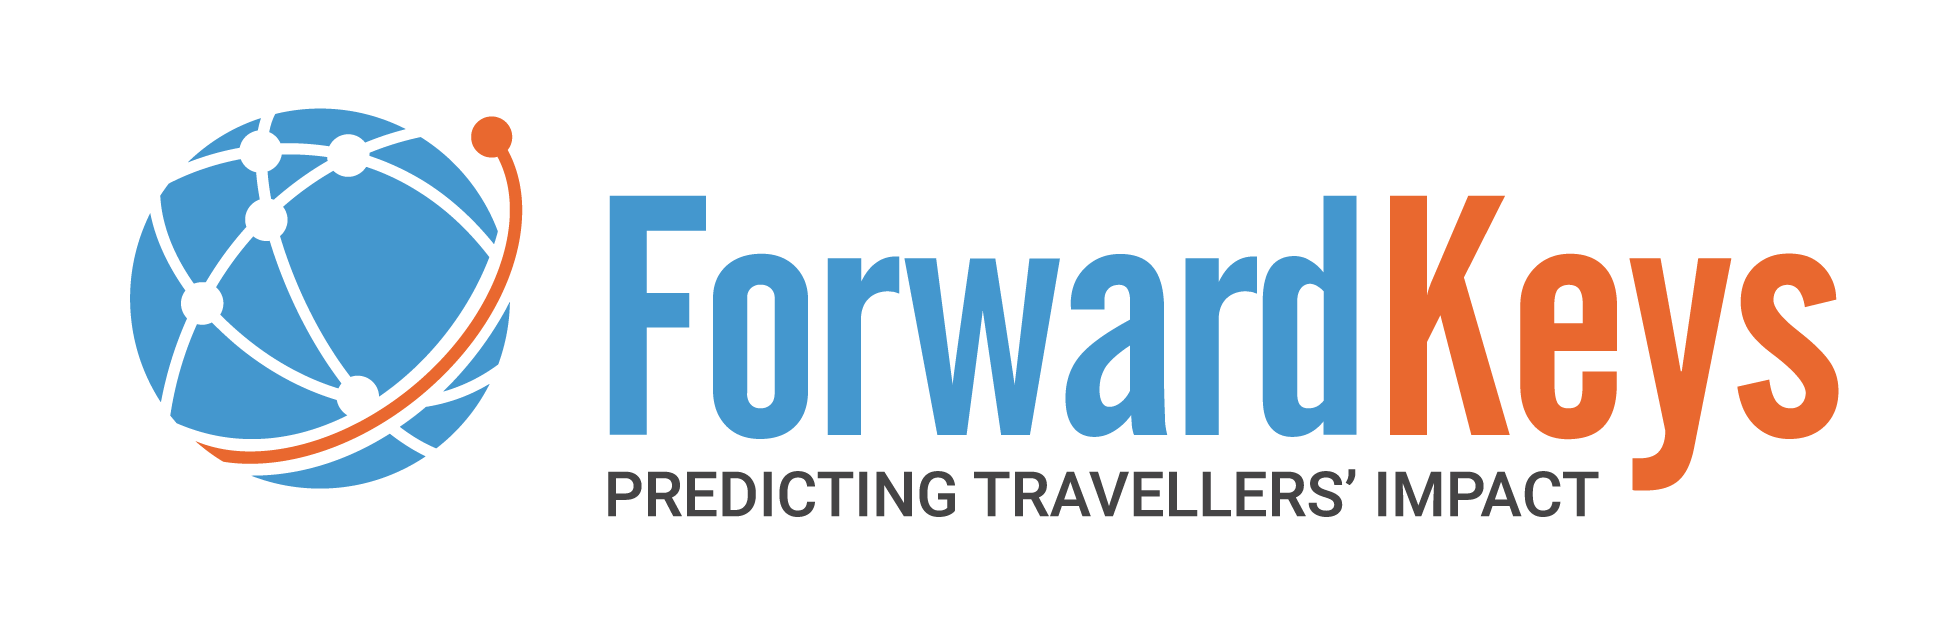 ForwardKeys
PREDICTING TRAVELLERS’ IMPACT